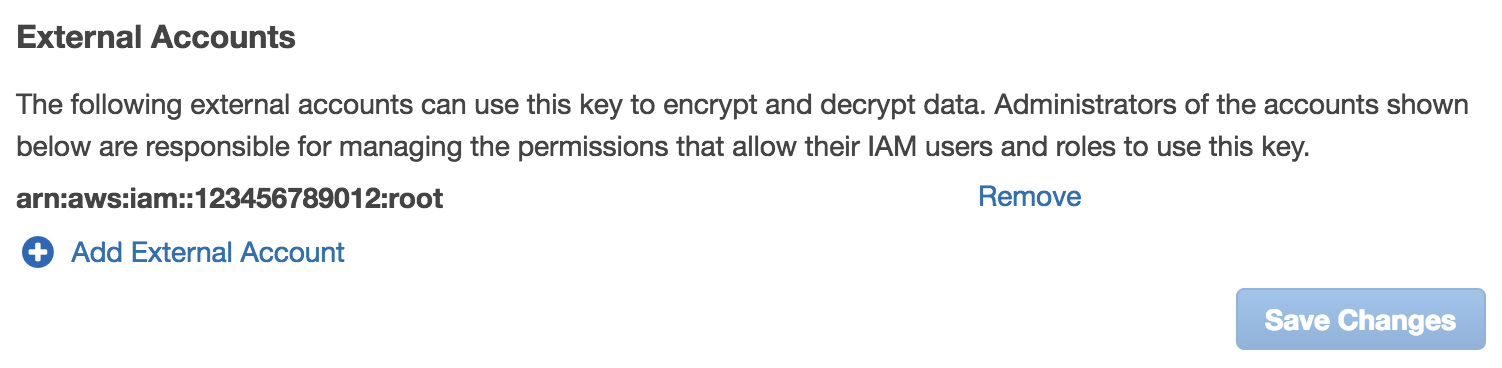 External Accounts
The following external accounts can use this key to encrypt and decrypt data. Administrators of the accounts shown
below are responsible for managing the permissions that allow their IAM users and roles to use this key.
arn:aws:iam::123456789012:root Remove
Add External Account
Save Changes